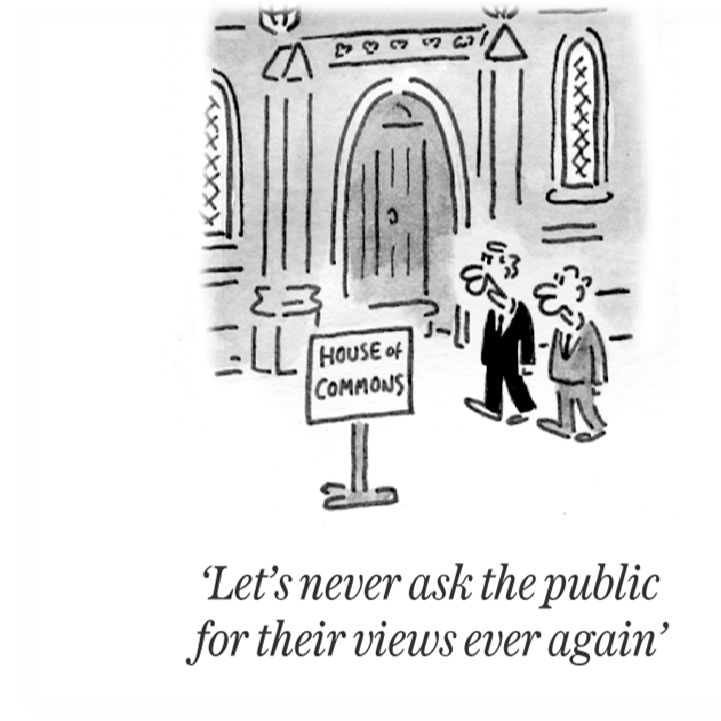 HOUSE of
COMMONS
‘Let’s never ask the public
for their views ever again’